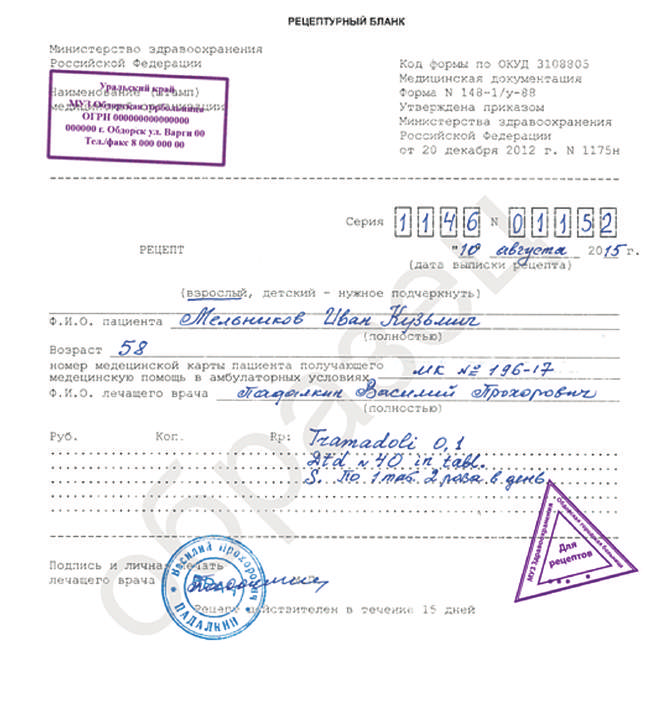 РЕЦЕПТУРНЫЙ БЛАНК
Министерство здравоохранения
Российской Федерации
Наименование (штамп)
медицинской организации
Уральский край
МУЗ Обдорская горбольница
ОГРН 000000000000000
000000 г. Обдорск ул. Варги 00
Тел./факс 8 000 000 00
Код формы по ОКУД 3108805
Медицинская документация
Форма N 148-1/у-88
Утверждена приказом
Министерства здравоохранения
Российской Федерации
от 20 декабря 2012 г. N 1175н
Серия 1146 N 01152
РЕЦЕПТ
"10 августа 2015 г.
(дата выписки рецепта)
(взрослый, детский - нужное подчеркнуть)
Ф.И.О. пациента Мельников Иван Кузьмич
(полностью)
Возраст 58
номер медицинской карты пациента получающего
медицинскую помощь в амбулаторных условиях МК № 196-17
Ф.И.О. лечащего врача Падалкин Василий Прохорович
(полностью)
Руб. Коп. Rp: Tramadoli 0,1
Dtd N 40 in tabl.
S. По 1 таб. 2 раза в день
Подпись и личная печать
лечащего врача
Василий Прохорович
ПАДАЛКИН
Рецепт действителен в течение 15 дней
МУЗ Здравоохранения
Обдорская городская больница
Для
рецептов
образец